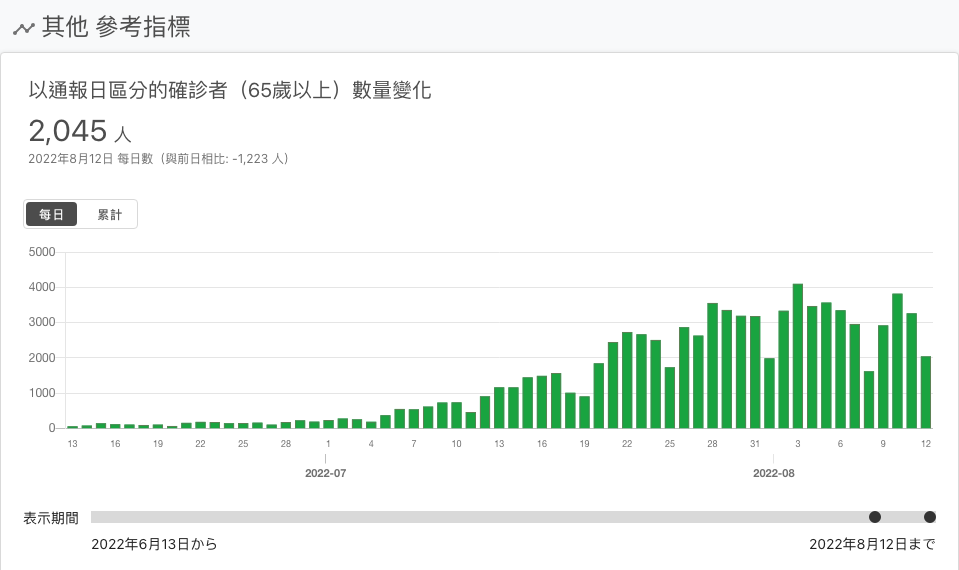 其他 參考指標
以通報日區分的確診者（65歲以上）數量變化
2,045 人
2022年8月12日 每日數（與前日相比: -1,223 人）
每日 累計
5000
4000
3000
2000
1000
0
13 16 19 22 25 28 1 4 7 10 13 16 19 22 25 28 31 3 6 9 12
2022-07 2022-08
表示期間
2022年6月13日から 2022年8月12日まで